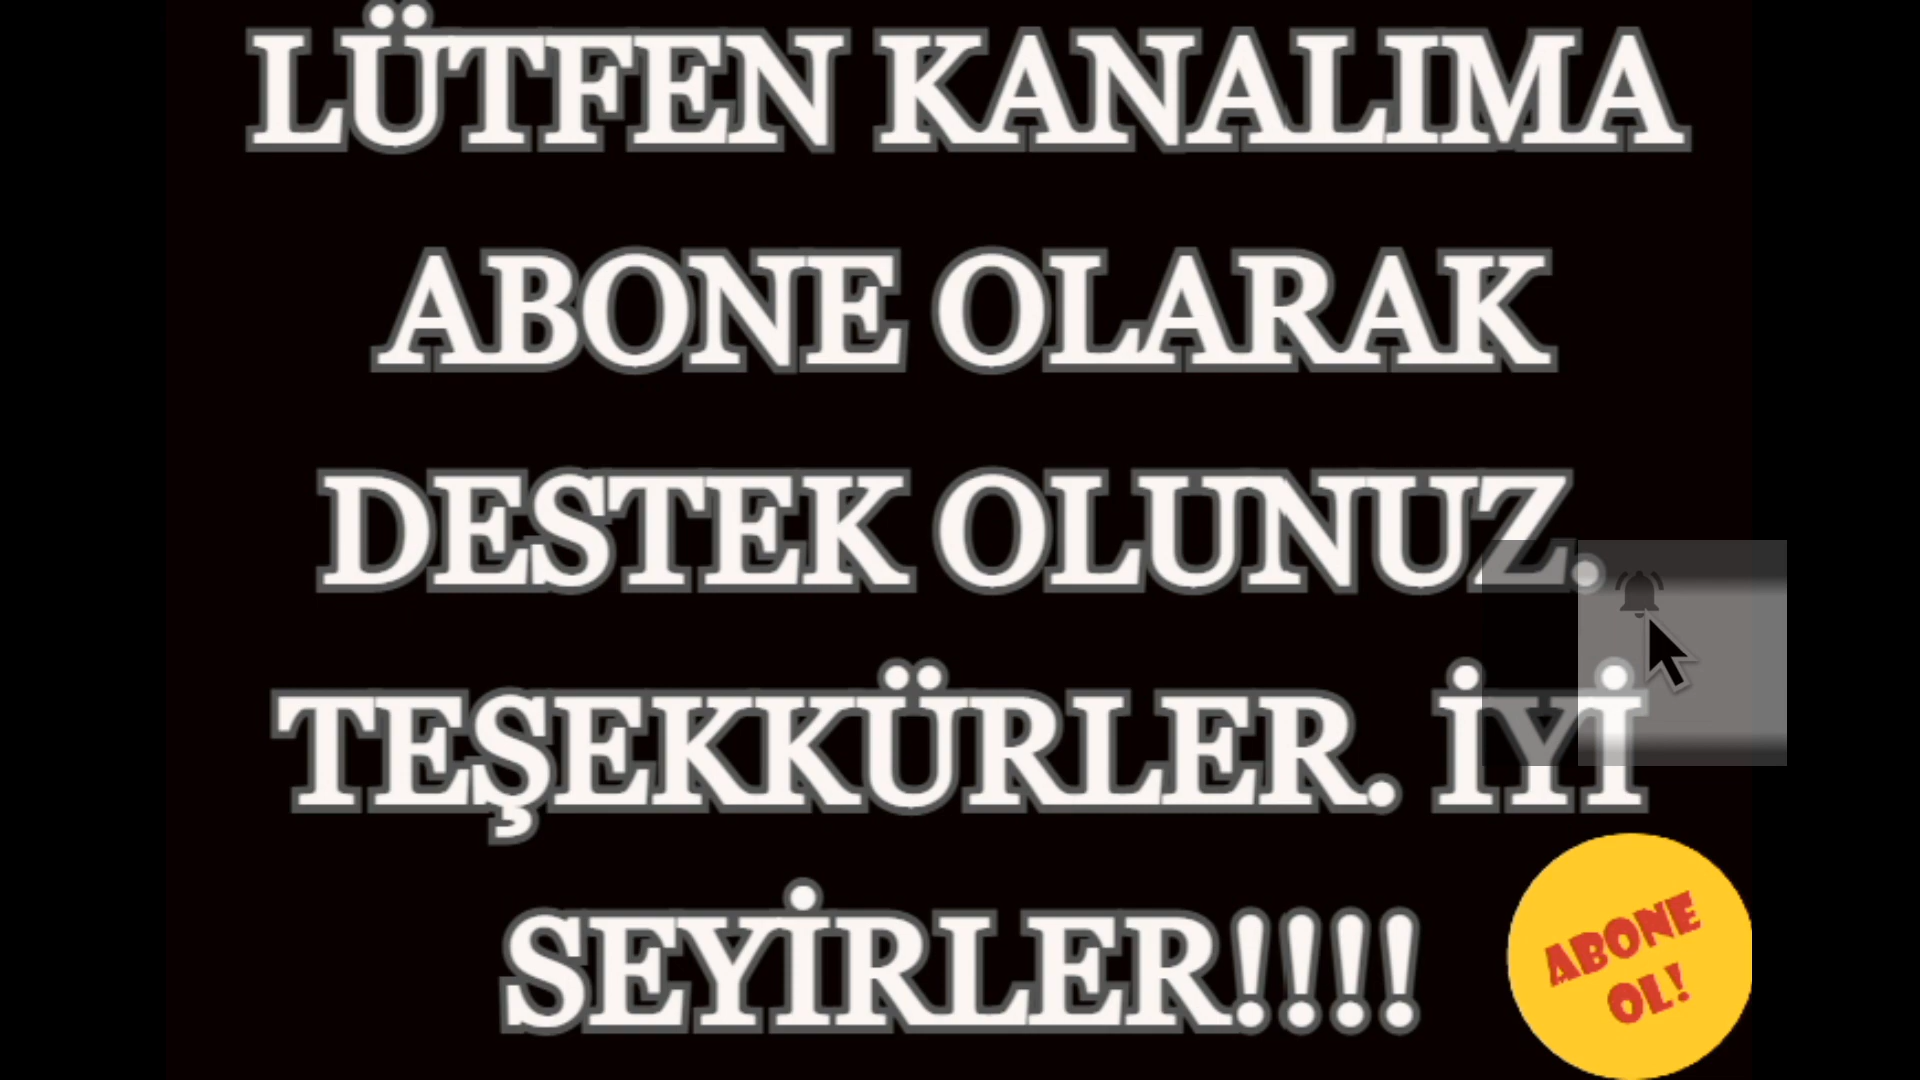 LÜTFEN KANALIMA
ABONE OLARAK
DESTEK OLUNUZ.
TEŞEKKÜRLER. İYİ
SEYİRLER!!!!
ABONE
OL!